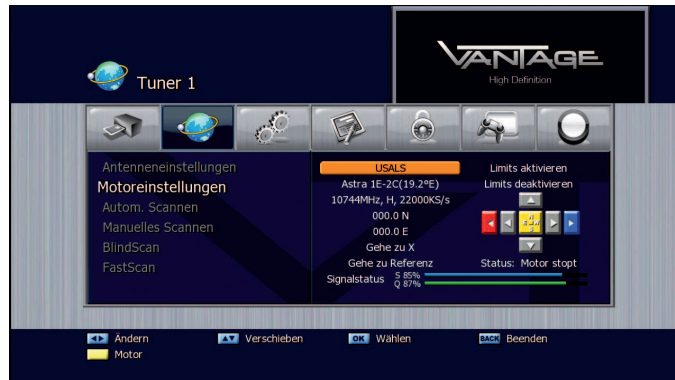 Tuner 1
VANTAGE
High Definition
Antenneneinstellungen
Motoreinstellungen
Autom. Scannen
Manuelles Scannen
BlindScan
FastScan
USALS
Astra 1E-2C(19.2ºE)
10744MHz, H, 22000KS/s
000.0 N
000.0 E
Gehe zu X
Gehe zu Referenz
Signalstatus
S 85%
Q 87%
Limits aktivieren
Limits deaktivieren
Status: Motor stopt
Ändern
Verschieben
OK Wählen
BACK Beenden
Motor